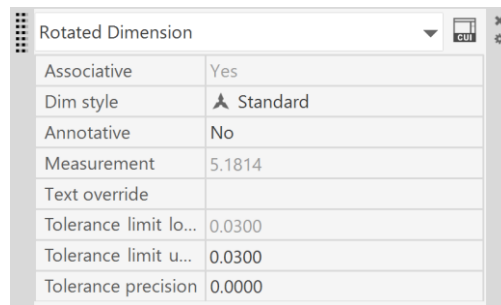 Rotated Dimension
CUI
Associative Yes
Dim style Standard
Annotative No
Measurement 5.1814
Text override
Tolerance limit lo... 0.0300
Tolerance limit u... 0.0300
Tolerance precision 0.0000